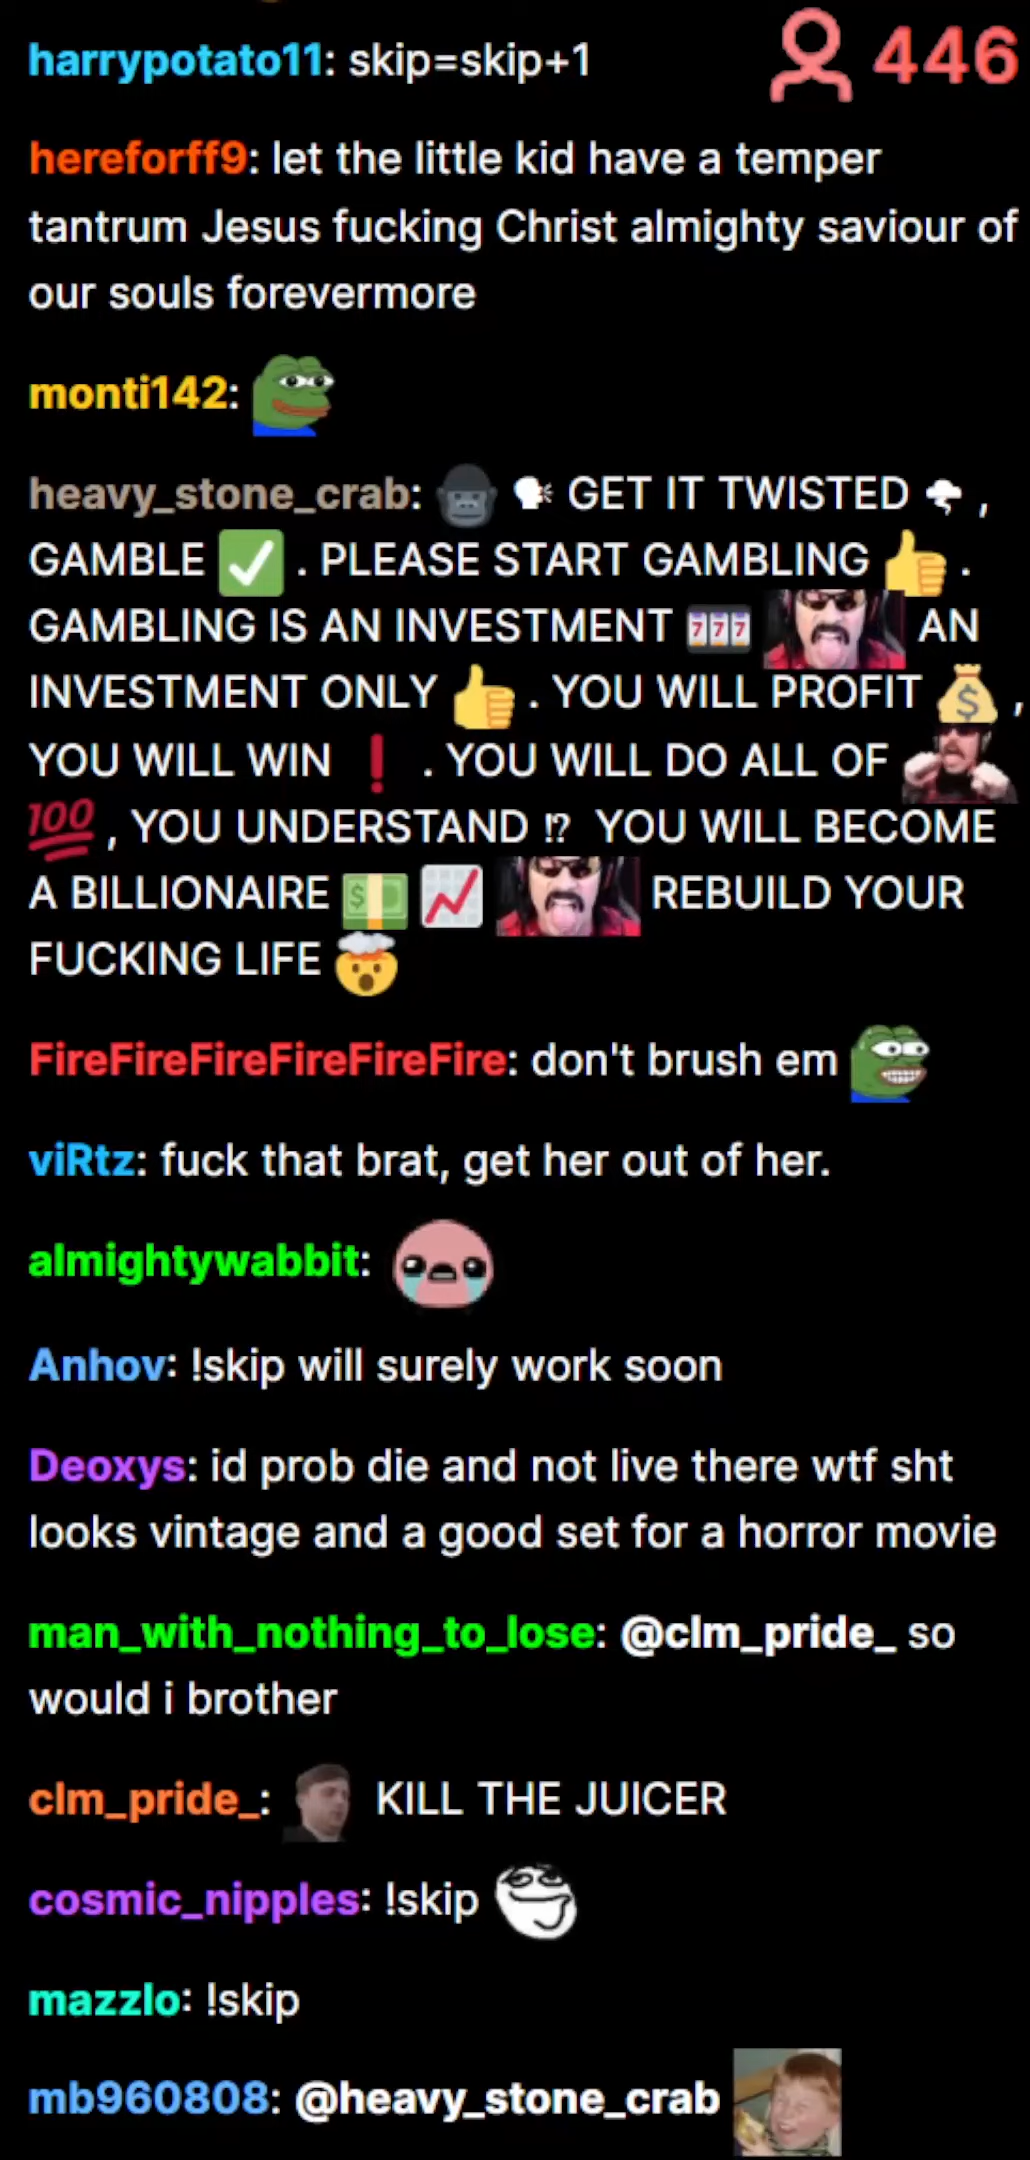 harrypotato11: skip=skip+1
446
hereforff9: let the little kid have a temper
tantrum Jesus fucking Christ almighty saviour of
our souls forevermore
monti142:
heavy_stone_crab: 🦍 🗣 GET IT TWISTED 🌪 ,
GAMBLE ✅ . PLEASE START GAMBLING 👍 .
GAMBLING IS AN INVESTMENT 🎰 AN
INVESTMENT ONLY 👍 . YOU WILL PROFIT 💰 ,
YOU WILL WIN ❗ . YOU WILL DO ALL OF
💯 , YOU UNDERSTAND ⁉ YOU WILL BECOME
A BILLIONAIRE 💵 📈 REBUILD YOUR
FUCKING LIFE 🤯
FireFireFireFireFireFire: don't brush em
viRtz: fuck that brat, get her out of her.
almightywabbit:
Anhov: !skip will surely work soon
Deoxys: id prob die and not live there wtf sht
looks vintage and a good set for a horror movie
man_with_nothing_to_lose: @clm_pride_ so
would i brother
clm_pride_: KILL THE JUICER
cosmic_nipples: !skip
mazzlo: !skip
mb960808: @heavy_stone_crab